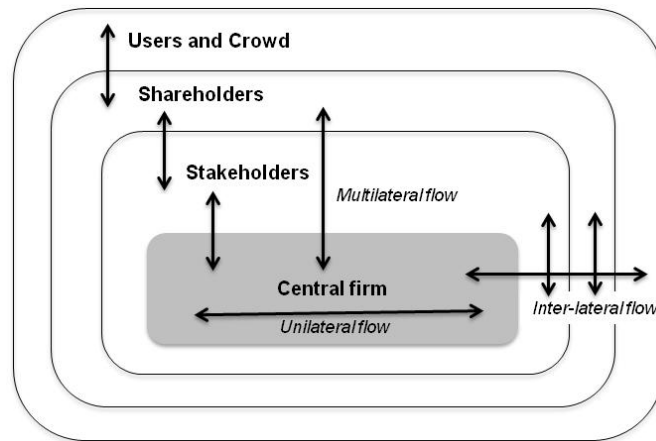 Users and Crowd
Shareholders
Stakeholders
Multilateral flow
Central firm
Inter-lateral flow
Unilateral flow